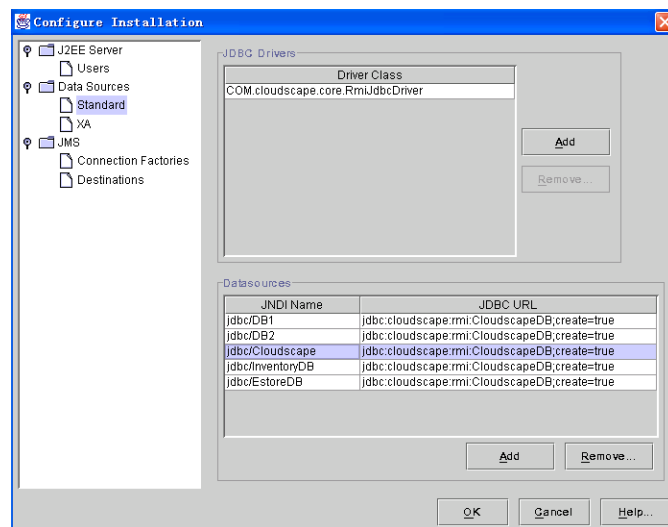 Configure Installation
J2EE Server
Users
Data Sources
Standard
XA
JMS
Connection Factories
Destinations
JDBC Drivers
Driver Class
COM.cloudscape.core.RmiJdbcDriver
Add
Remove...
Datasources
JNDI Name JDBC URL
jdbc/DB1 jdbc:cloudscape:rmi:CloudscapeDB;create=true
jdbc/DB2 jdbc:cloudscape:rmi:CloudscapeDB;create=true
jdbc/Cloudscape jdbc:cloudscape:rmi:CloudscapeDB;create=true
jdbc/InventoryDB jdbc:cloudscape:rmi:CloudscapeDB;create=true
jdbc/EstoreDB jdbc:cloudscape:rmi:CloudscapeDB;create=true
Add Remove...
OK Cancel Help...